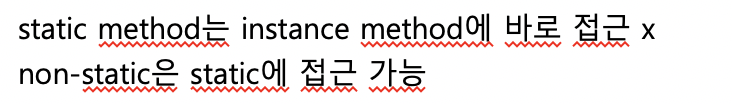 static method는 instance method에 바로 접근 x
non-static은 static에 접근 가능